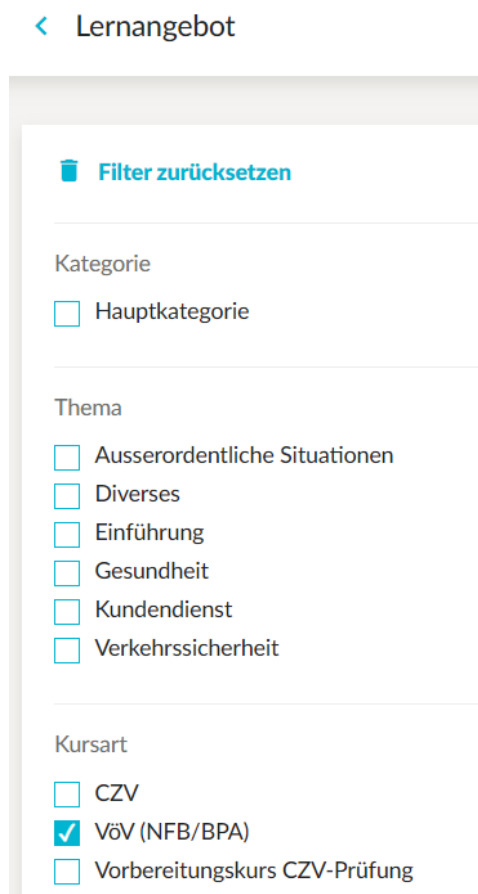 Lernangebot
Filter zurücksetzen
Kategorie
Hauptkategorie
Thema
Ausserordentliche Situationen
Diverses
Einführung
Gesundheit
Kundendienst
Verkehrssicherheit
Kursart
CZV
VöV (NFB/BPA)
Vorbereitungskurs CZV-Prüfung